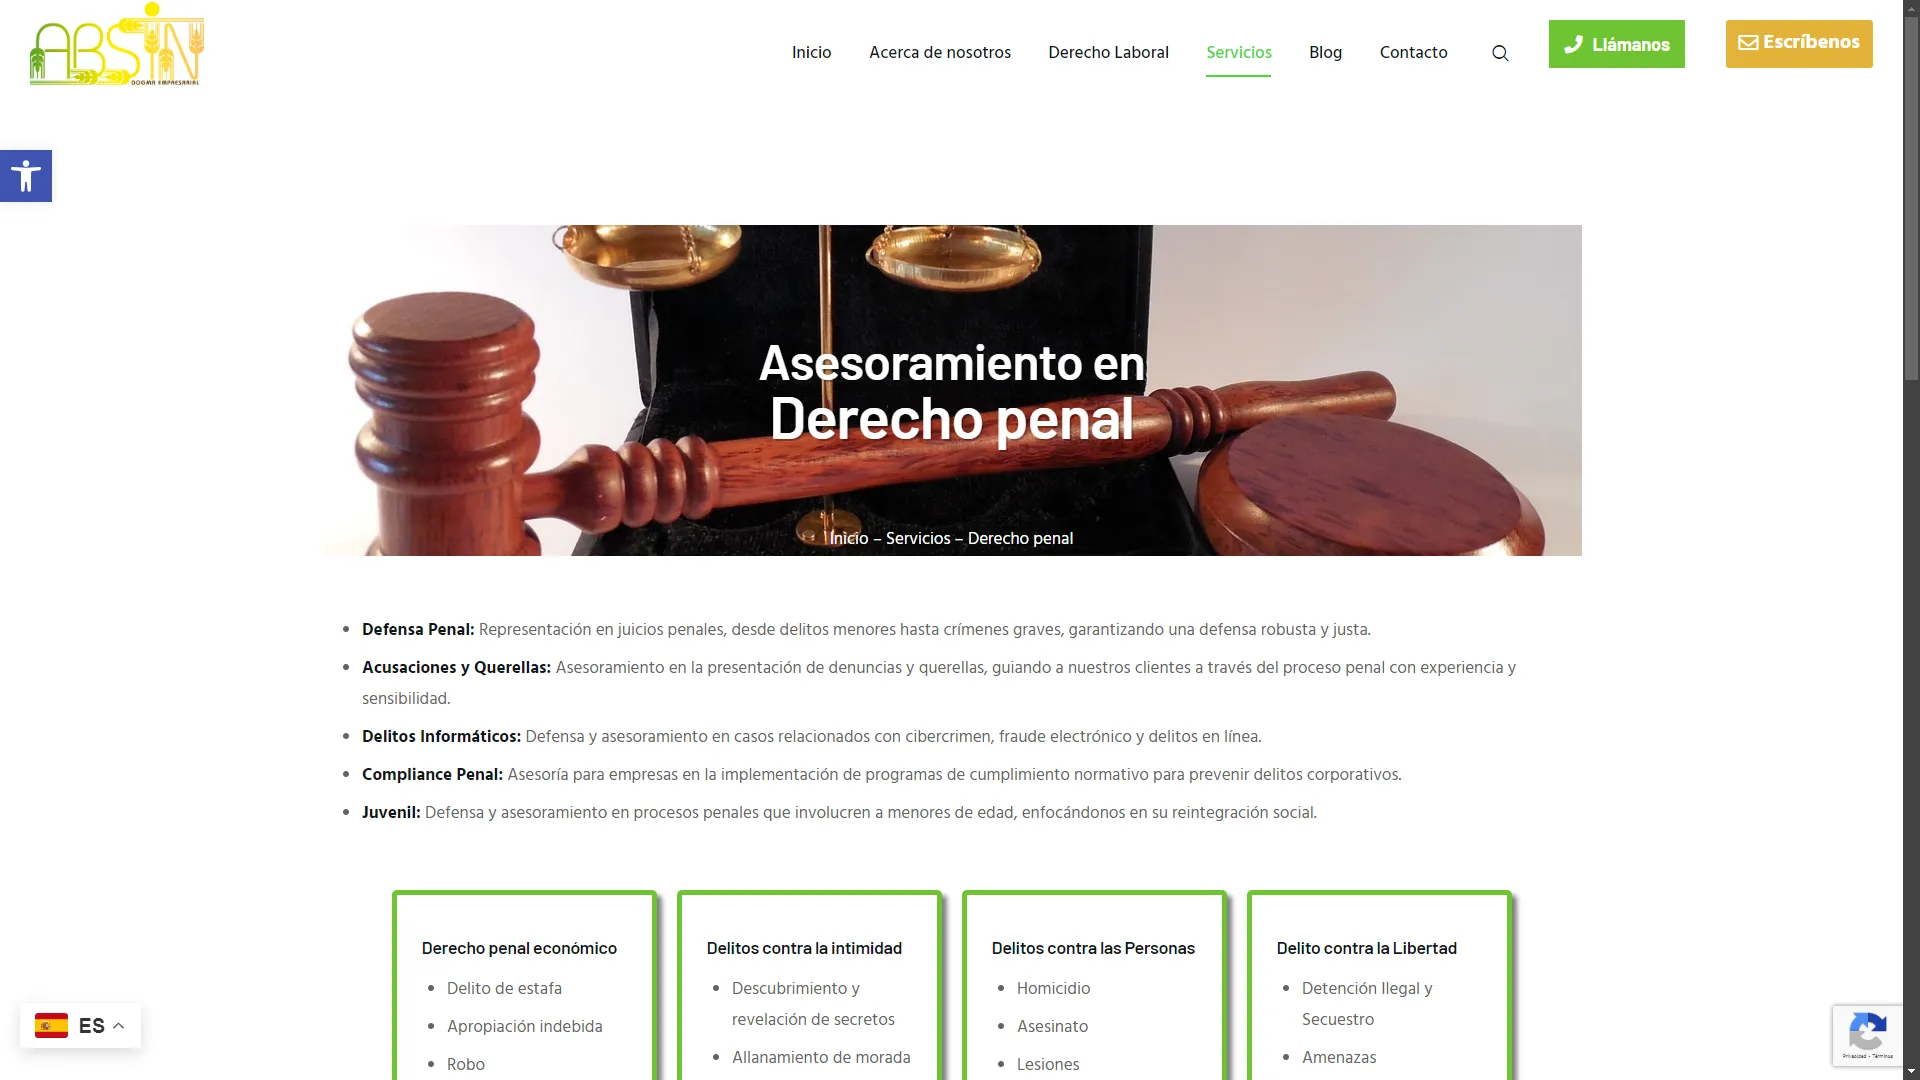 ABSIN
DOGMA EMPRESARIAL
Inicio
Acerca de nosotros
Derecho Laboral
Servicios
Blog
Contacto
Llámanos
Escríbenos
Asesoramiento en
Derecho penal
Inicio – Servicios – Derecho penal
Defensa Penal: Representación en juicios penales, desde delitos menores hasta crímenes graves, garantizando una defensa robusta y justa.
Acusaciones y Querellas: Asesoramiento en la presentación de denuncias y querellas, guiando a nuestros clientes a través del proceso penal con experiencia y
sensibilidad.
Delitos Informáticos: Defensa y asesoramiento en casos relacionados con cibercrimen, fraude electrónico y delitos en línea.
Compliance Penal: Asesoría para empresas en la implementación de programas de cumplimiento normativo para prevenir delitos corporativos.
Juvenil: Defensa y asesoramiento en procesos penales que involucren a menores de edad, enfocándonos en su reintegración social.
Derecho penal económico
Delito de estafa
Apropiación indebida
Robo
Delitos contra la intimidad
Descubrimiento y
revelación de secretos
Allanamiento de morada
Delitos contra las Personas
Homicidio
Asesinato
Lesiones
Delito contra la Libertad
Detención Ilegal y
Secuestro
Amenazas
ES
Privacidad - Términos